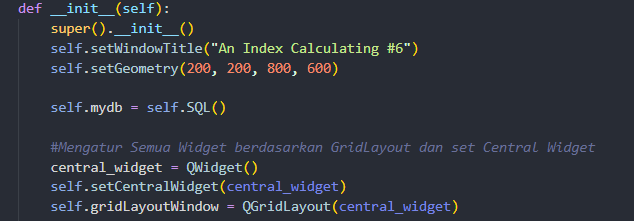 def __init__(self):
super().__init__()
self.setWindowTitle("An Index Calculating #6")
self.setGeometry(200, 200, 800, 600)
self.mydb = self.SQL()
#Mengatur Semua Widget berdasarkan GridLayout dan set Central Widget
central_widget = QWidget()
self.setCentralWidget(central_widget)
self.gridLayoutWindow = QGridLayout(central_widget)